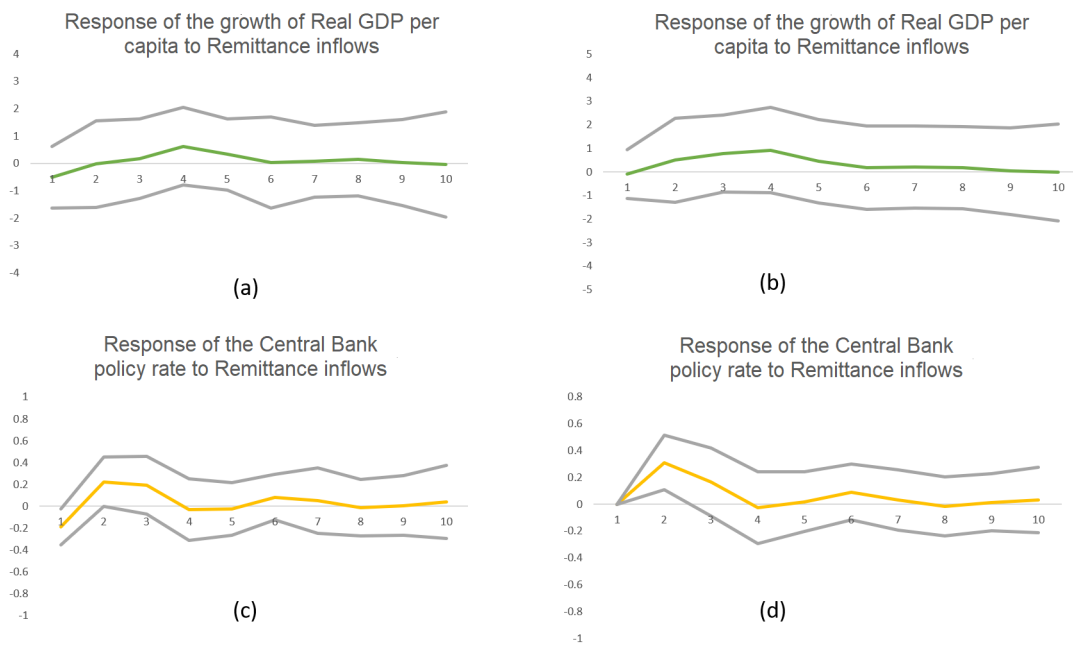 Response of the growth of Real GDP per
capita to Remittance inflows
4
3
2
1
0
-1
-2
-3
-4
1 2 3 4 5 6 7 8 9 10
(a)
Response of the growth of Real GDP per
capita to Remittance inflows
5
4
3
2
1
0
-1
-2
-3
-4
-5
1 2 3 4 5 6 7 8 9 10
(b)
Response of the Central Bank
policy rate to Remittance inflows
1
0.8
0.6
0.4
0.2
0
-0.2
-0.4
-0.6
-0.8
-1
1 2 3 4 5 6 7 8 9 10
(c)
Response of the Central Bank
policy rate to Remittance inflows
0.8
0.6
0.4
0.2
0
-0.2
-0.4
-0.6
-0.8
-1
1 2 3 4 5 6 7 8 9 10
(d)